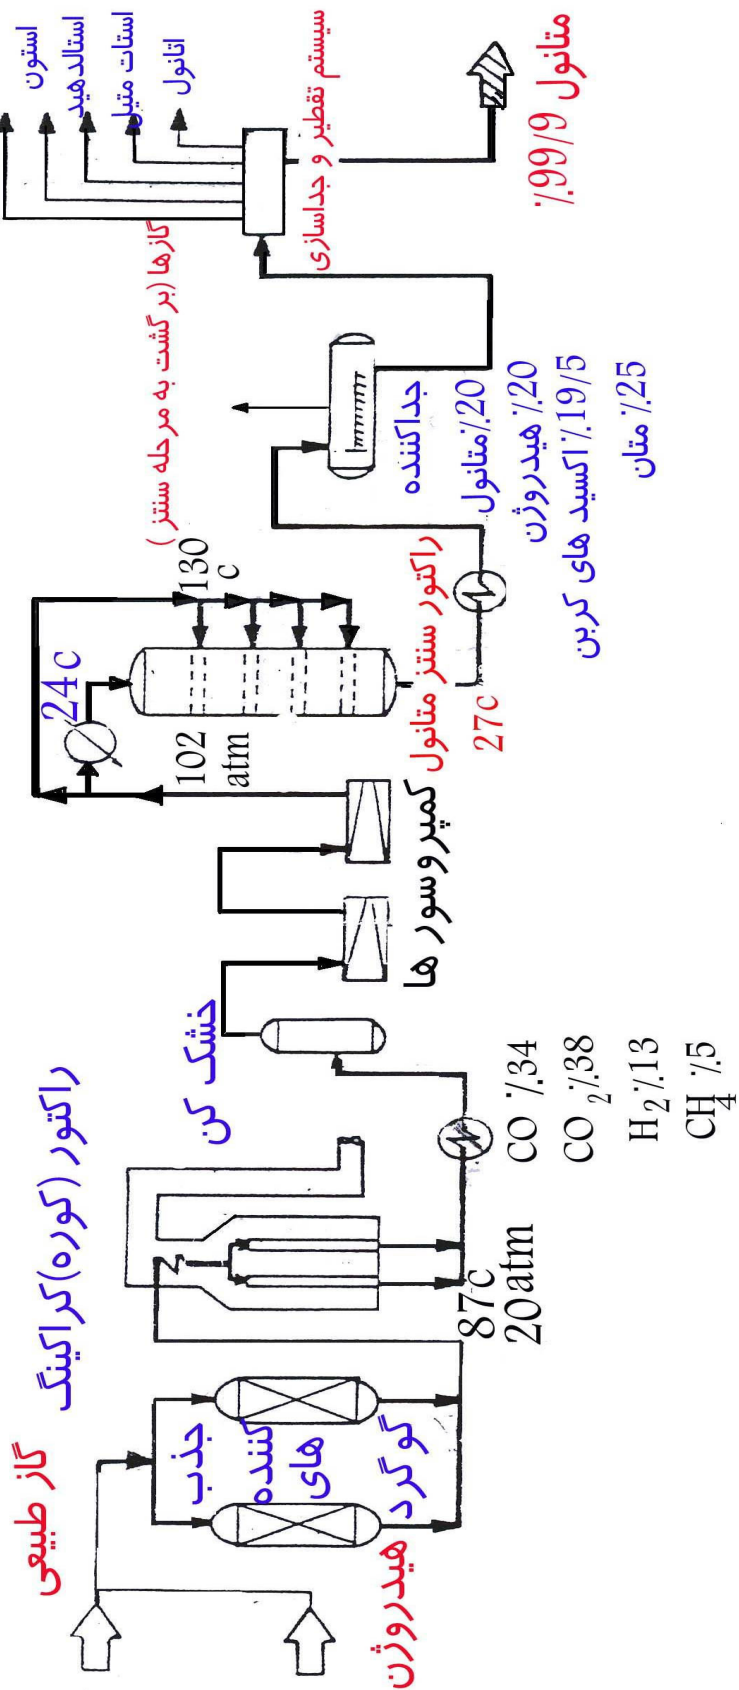 گاز طبیعی
هیدروژن
جذب
کننده
های
گوگرد
راکتور (کوره) کراکینگ
87c
20atm
CO ٪34
CO2 ٪38
H2 ٪13
CH4 ٪5
خشک کن
کمپروسور ها
24c
102
atm
130
c
راکتور سنتز متانول
27c
گازها (بر گشت به مرحله سنتز)
جداکننده
٪20متانول
٪20 هیدروژن
٪19/5 اکسید های کربن
٪25 متان
سیستم تقطیر و جداسازی
استون
استالدهید
استات متیل
اتانول
متانول 99/9٪